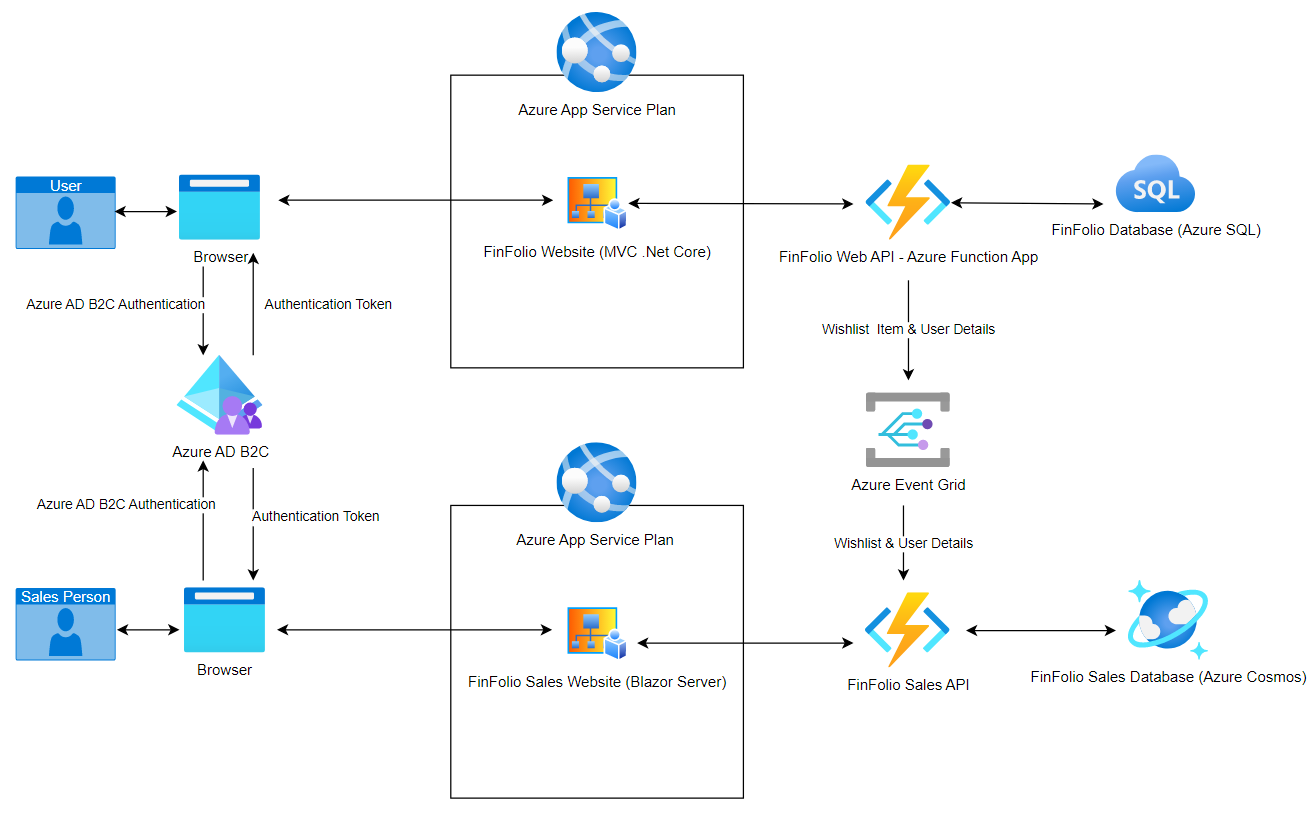 Azure App Service Plan
User
FinFolio Website (MVC .Net Core)
SQL
FinFolio Database (Azure SQL)
Browser
FinFolio Web API - Azure Function App
Azure AD B2C Authentication
Authentication Token
Wishlist Item & User Details
Azure AD B2C
Azure Event Grid
Azure AD B2C Authentication
Authentication Token
Azure App Service Plan
Wishlist & User Details
Sales Person
Browser
FinFolio Sales Website (Blazor Server)
FinFolio Sales API
FinFolio Sales Database (Azure Cosmos)